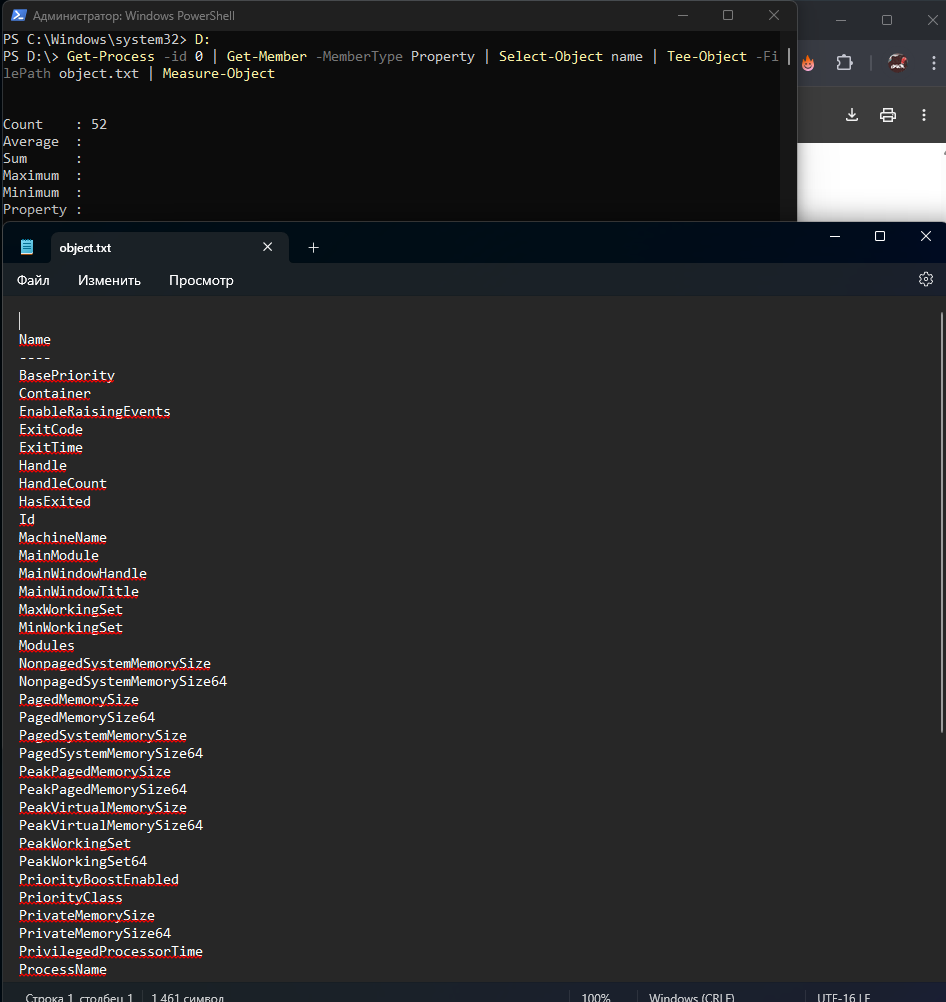 Администратор: Windows PowerShell
PS C:\Windows\system32> D:
PS D:\> Get-Process -id 0 | Get-Member -MemberType Property | Select-Object name | Tee-Object -Fi
lePath object.txt | Measure-Object
Count    : 52
Average  :
Sum      :
Maximum  :
Minimum  :
Property :
object.txt
Файл Изменить Просмотр
Name
----
BasePriority
Container
EnableRaisingEvents
ExitCode
ExitTime
Handle
HandleCount
HasExited
Id
MachineName
MainModule
MainWindowHandle
MainWindowTitle
MaxWorkingSet
MinWorkingSet
Modules
NonpagedSystemMemorySize
NonpagedSystemMemorySize64
PagedMemorySize
PagedMemorySize64
PagedSystemMemorySize
PagedSystemMemorySize64
PeakPagedMemorySize
PeakPagedMemorySize64
PeakVirtualMemorySize
PeakVirtualMemorySize64
PeakWorkingSet
PeakWorkingSet64
PriorityBoostEnabled
PriorityClass
PrivateMemorySize
PrivateMemorySize64
PrivilegedProcessorTime
ProcessName
Строка 1, столбец 1 1 461 символ 100% Windows (CRLF) UTF-16 LE